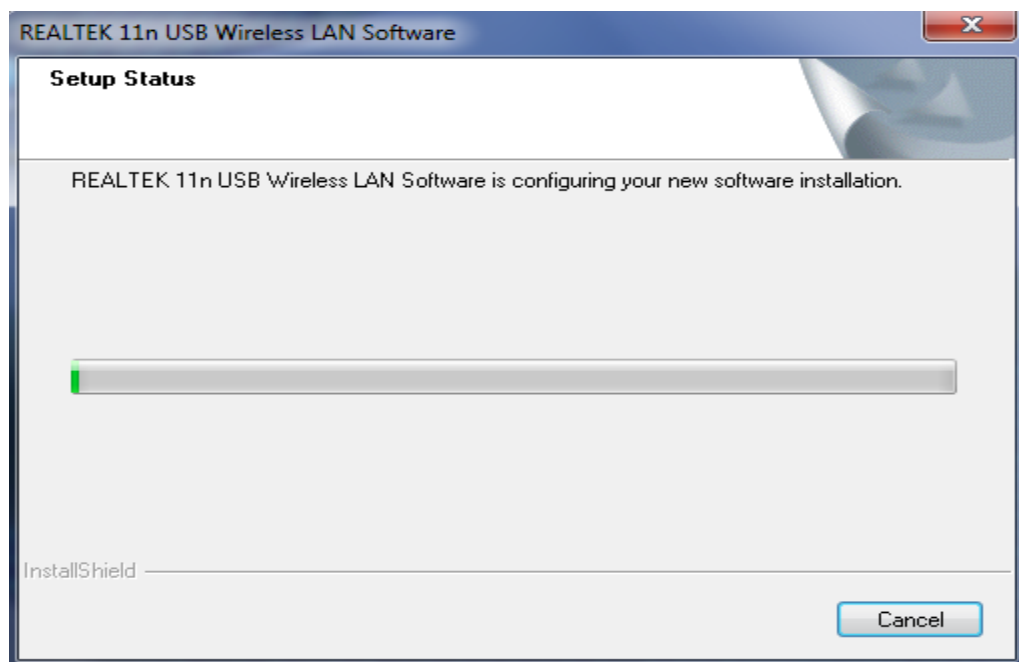 REALTEK 11n USB Wireless LAN Software
Setup Status
REALTEK 11n USB Wireless LAN Software is configuring your new software installation.
InstallShield
Cancel